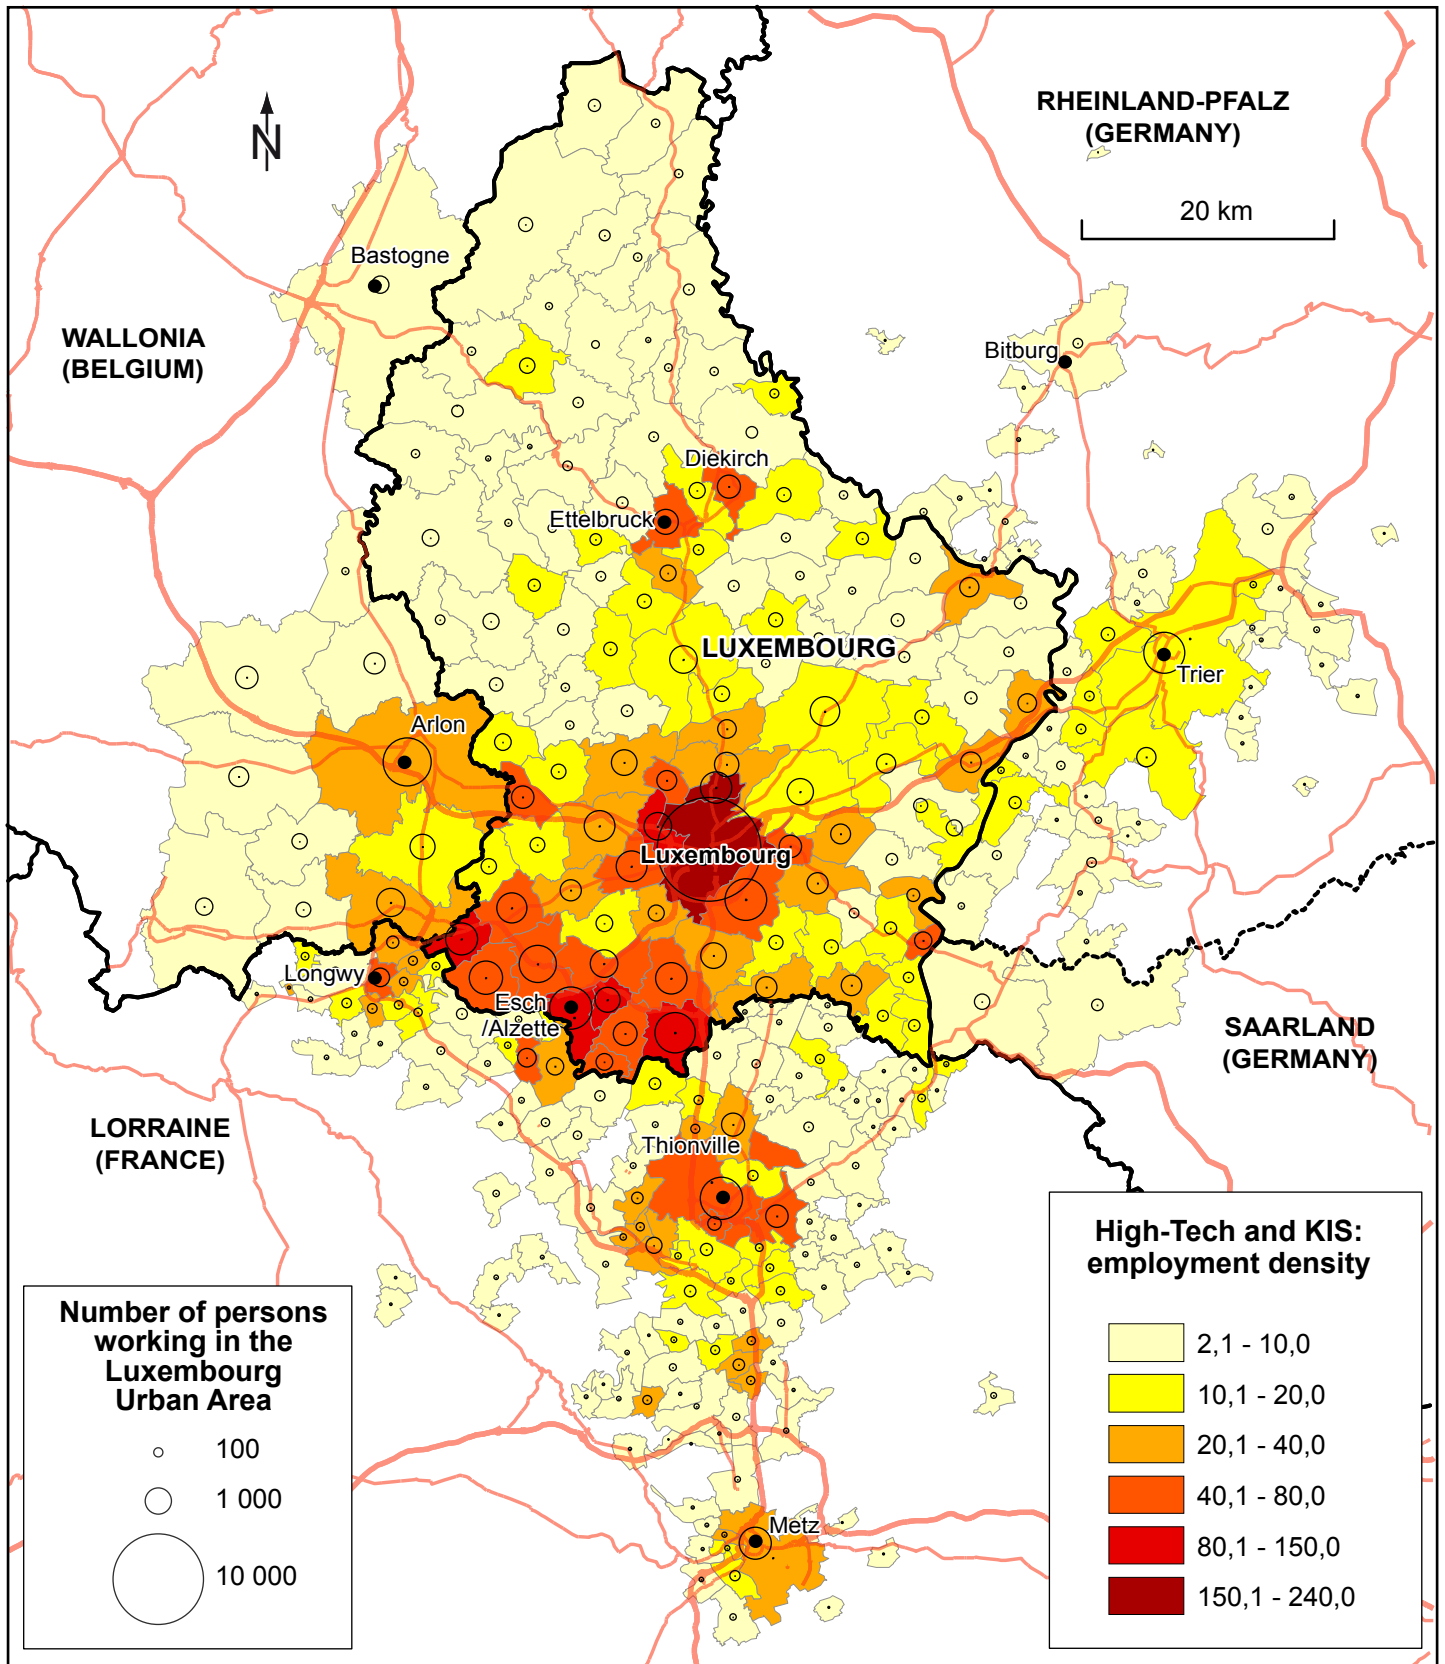 N
RHEINLAND-PFALZ
(GERMANY)
20 km
Bastogne
WALLONIA
(BELGIUM)
Bitburg
Diekirch
Ettelbruck
LUXEMBOURG
Trier
Arlon
Luxembourg
Longwy
Esch
/Alzette
SAARLAND
(GERMANY)
LORRAINE
(FRANCE)
Thionville
Metz
Number of persons
working in the
Luxembourg
Urban Area
100
1 000
10 000
High-Tech and KIS:
employment density
2,1 - 10,0
10,1 - 20,0
20,1 - 40,0
40,1 - 80,0
80,1 - 150,0
150,1 - 240,0